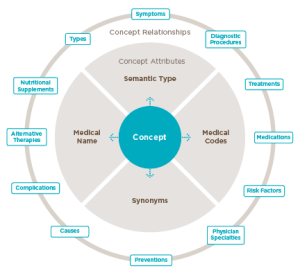 Symptoms
Concept Relationships
Types
Diagnostic
Procedures
Concept Attributes
Semantic Type
Nutritional
Supplements
Treatments
Alternative
Therapies
Medical
Name
Concept
Medical
Codes
Medications
Complications
Risk Factors
Synonyms
Causes
Physician
Specialties
Preventions